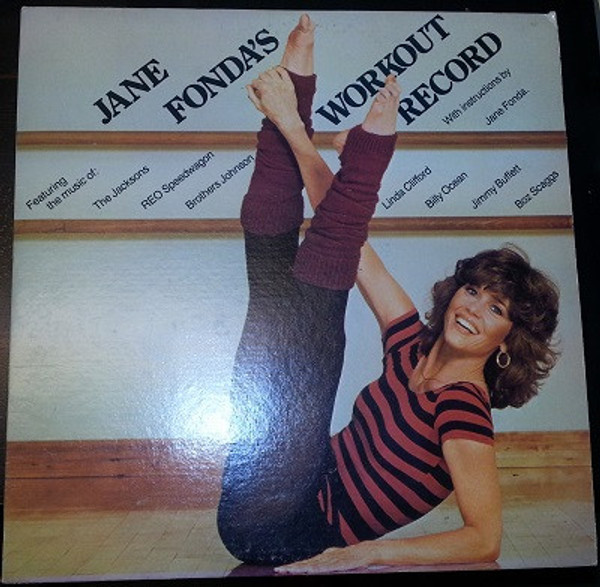 JANE
FONDA'S
WORKOUT
RECORD
With instructions by
Jane Fonda.
Featuring
the music of:
The Jacksons
REO Speedwagon
Brothers Johnson
Linda Clifford
Billy Ocean
Jimmy Buffett
Boz Scaggs